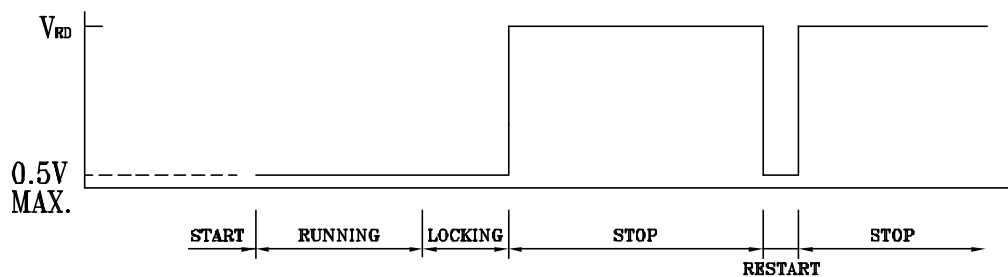 VRD
0.5V
MAX.
START RUNNING LOCKING STOP STOP
RESTART